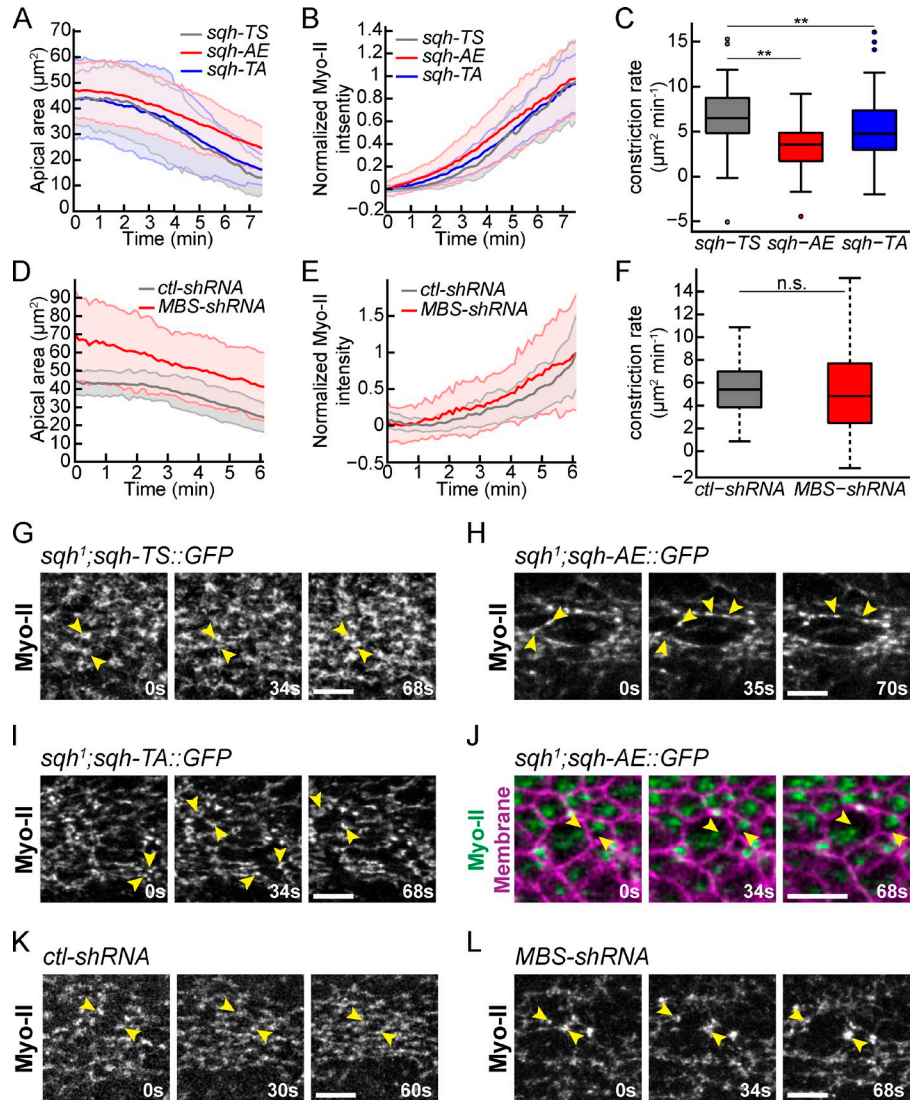 A
Apical area (µm²)
70
60
50
40
30
20
10
0
sqh-TS
sqh-AE
sqh-TA
0 1 2 3 4 5 6 7
Time (min)
B
Normalized Myo-II
intensity
1.4
1.2
1
0.8
0.6
0.4
0.2
0
−0.2
sqh-TS
sqh-AE
sqh-TA
0 1 2 3 4 5 6 7
Time (min)
C
constriction rate
(µm² min⁻¹)
15
10
5
0
−5
**
**
sqh−TS sqh−AE sqh−TA
D
Apical area (µm²)
90
80
70
60
50
40
30
20
10
0
ctl-shRNA
MBS-shRNA
0 1 2 3 4 5 6
Time (min)
E
Normalized Myo-II
intensity
1.5
1
0.5
0
−0.5
ctl-shRNA
MBS-shRNA
0 1 2 3 4 5 6
Time (min)
F
constriction rate
(µm² min⁻¹)
14
12
10
8
6
4
2
0
−2
n.s.
ctl−shRNA MBS−shRNA
G
sqh¹;sqh-TS::GFP
Myo-II
0s 34s 68s
H
sqh¹;sqh-AE::GFP
Myo-II
0s 35s 70s
I
sqh¹;sqh-TA::GFP
Myo-II
0s 34s 68s
J
sqh¹;sqh-AE::GFP
Myo-II
Membrane
0s 34s 68s
K
ctl-shRNA
Myo-II
0s 30s 60s
L
MBS-shRNA
Myo-II
0s 34s 68s